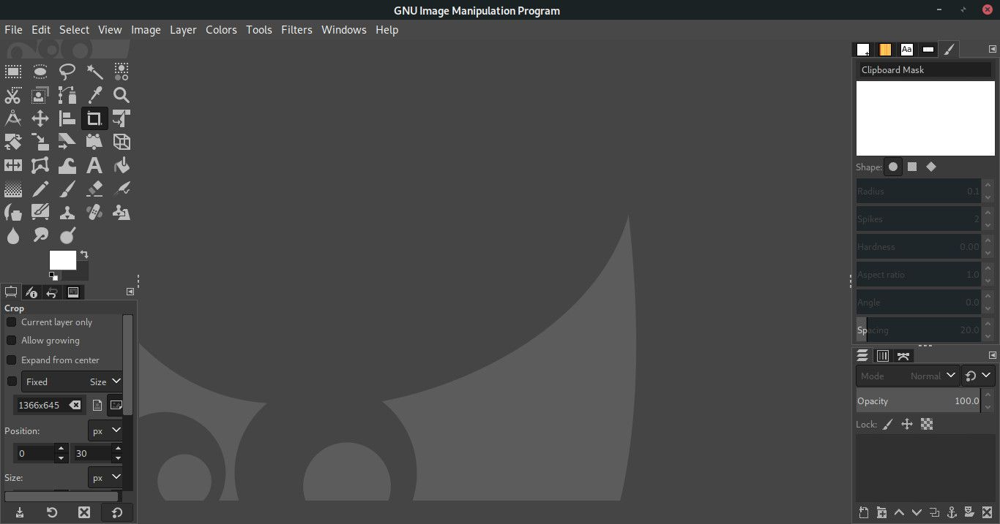 GNU Image Manipulation Program
File Edit Select View Image Layer Colors Tools Filters Windows Help
Aa
Clipboard Mask
Shape:
Radius 0.1
Spikes 2
Hardness 0.00
Aspect ratio 1.0
Angle 0.0
Spacing 20.0
A
Crop
Current layer only
Allow growing
Expand from center
Fixed Size
1366x645
Position: px
0 30
Size: px
Mode Normal
Opacity 100.0
Lock: